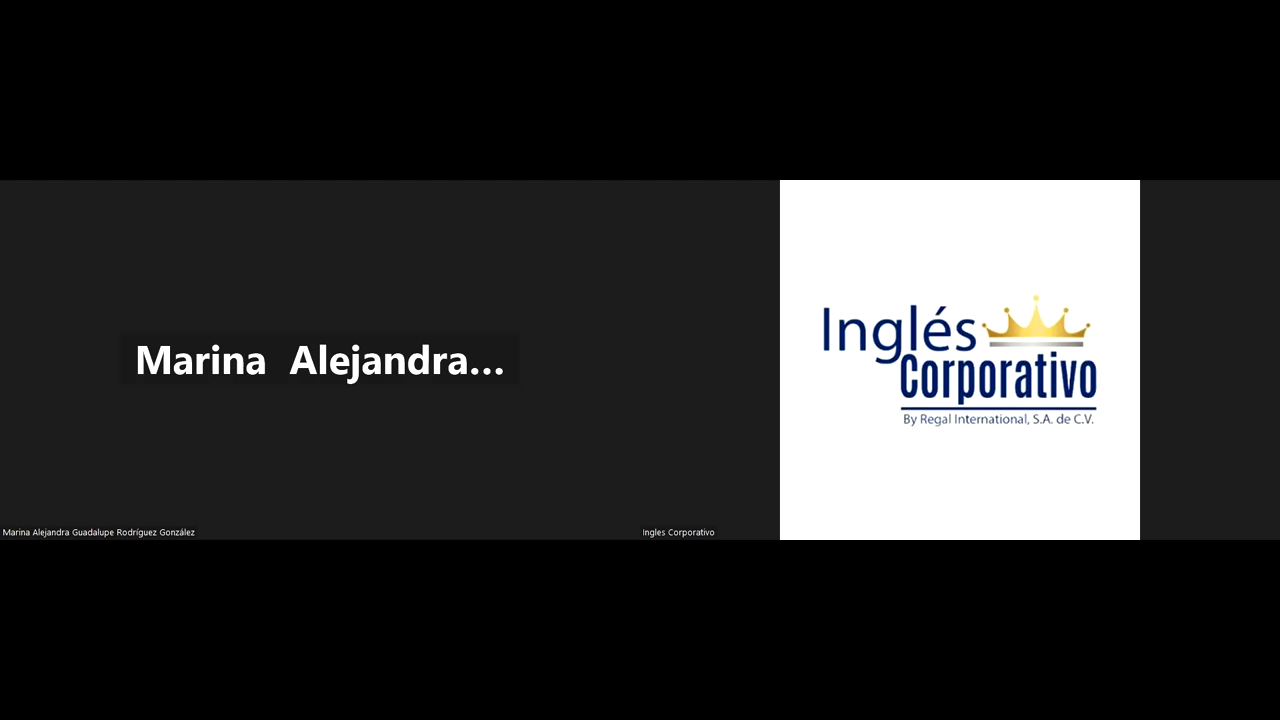 Marina Alejandra...
Marina Alejandra Guadalupe Rodríguez González
Inglés
Corporativo
By Regal International, S.A. de C.V.
Ingles Corporativo